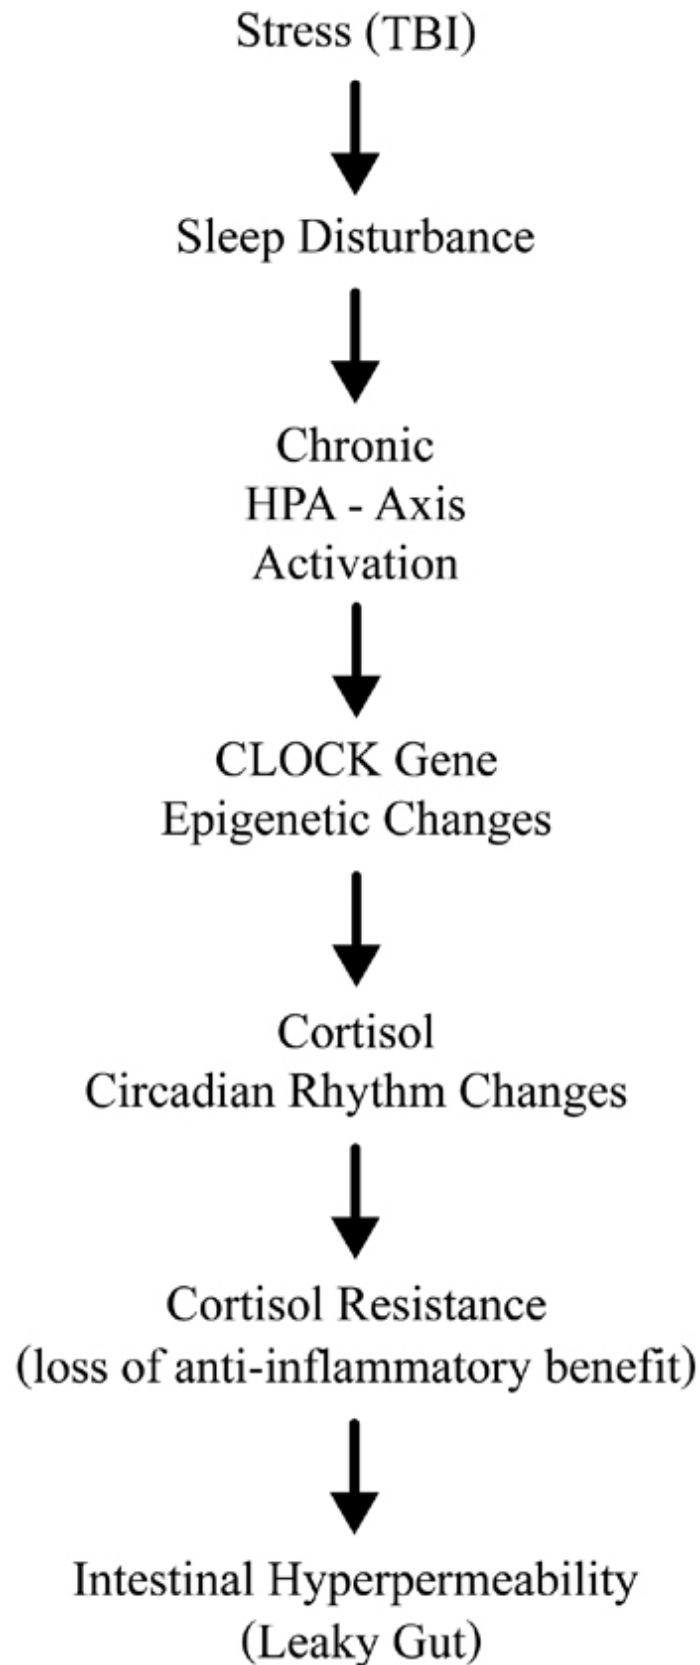 Stress (TBI)
Sleep Disturbance
Chronic
HPA - Axis
Activation
CLOCK Gene
Epigenetic Changes
Cortisol
Circadian Rhythm Changes
Cortisol Resistance
(loss of anti-inflammatory benefit)
Intestinal Hyperpermeability
(Leaky Gut)